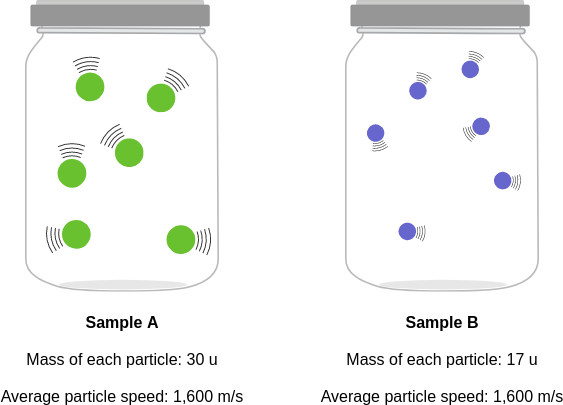 Sample A
Mass of each particle: 30 u
Average particle speed: 1,600 m/s
Sample B
Mass of each particle: 17 u
Average particle speed: 1,600 m/s